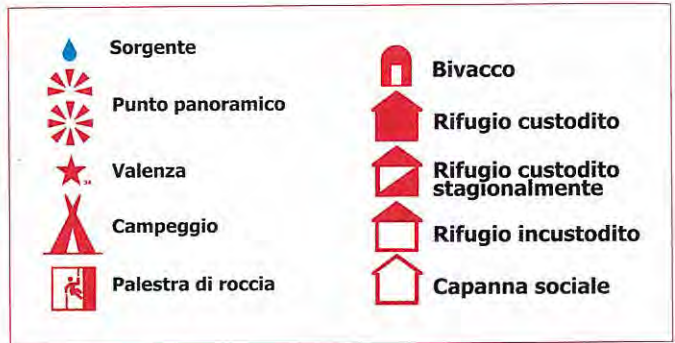 Sorgente
Punto panoramico
Valenza
Campeggio
Palestra di roccia
Bivacco
Rifugio custodito
Rifugio custodito
stagionalmente
Rifugio incustodito
Capanna sociale